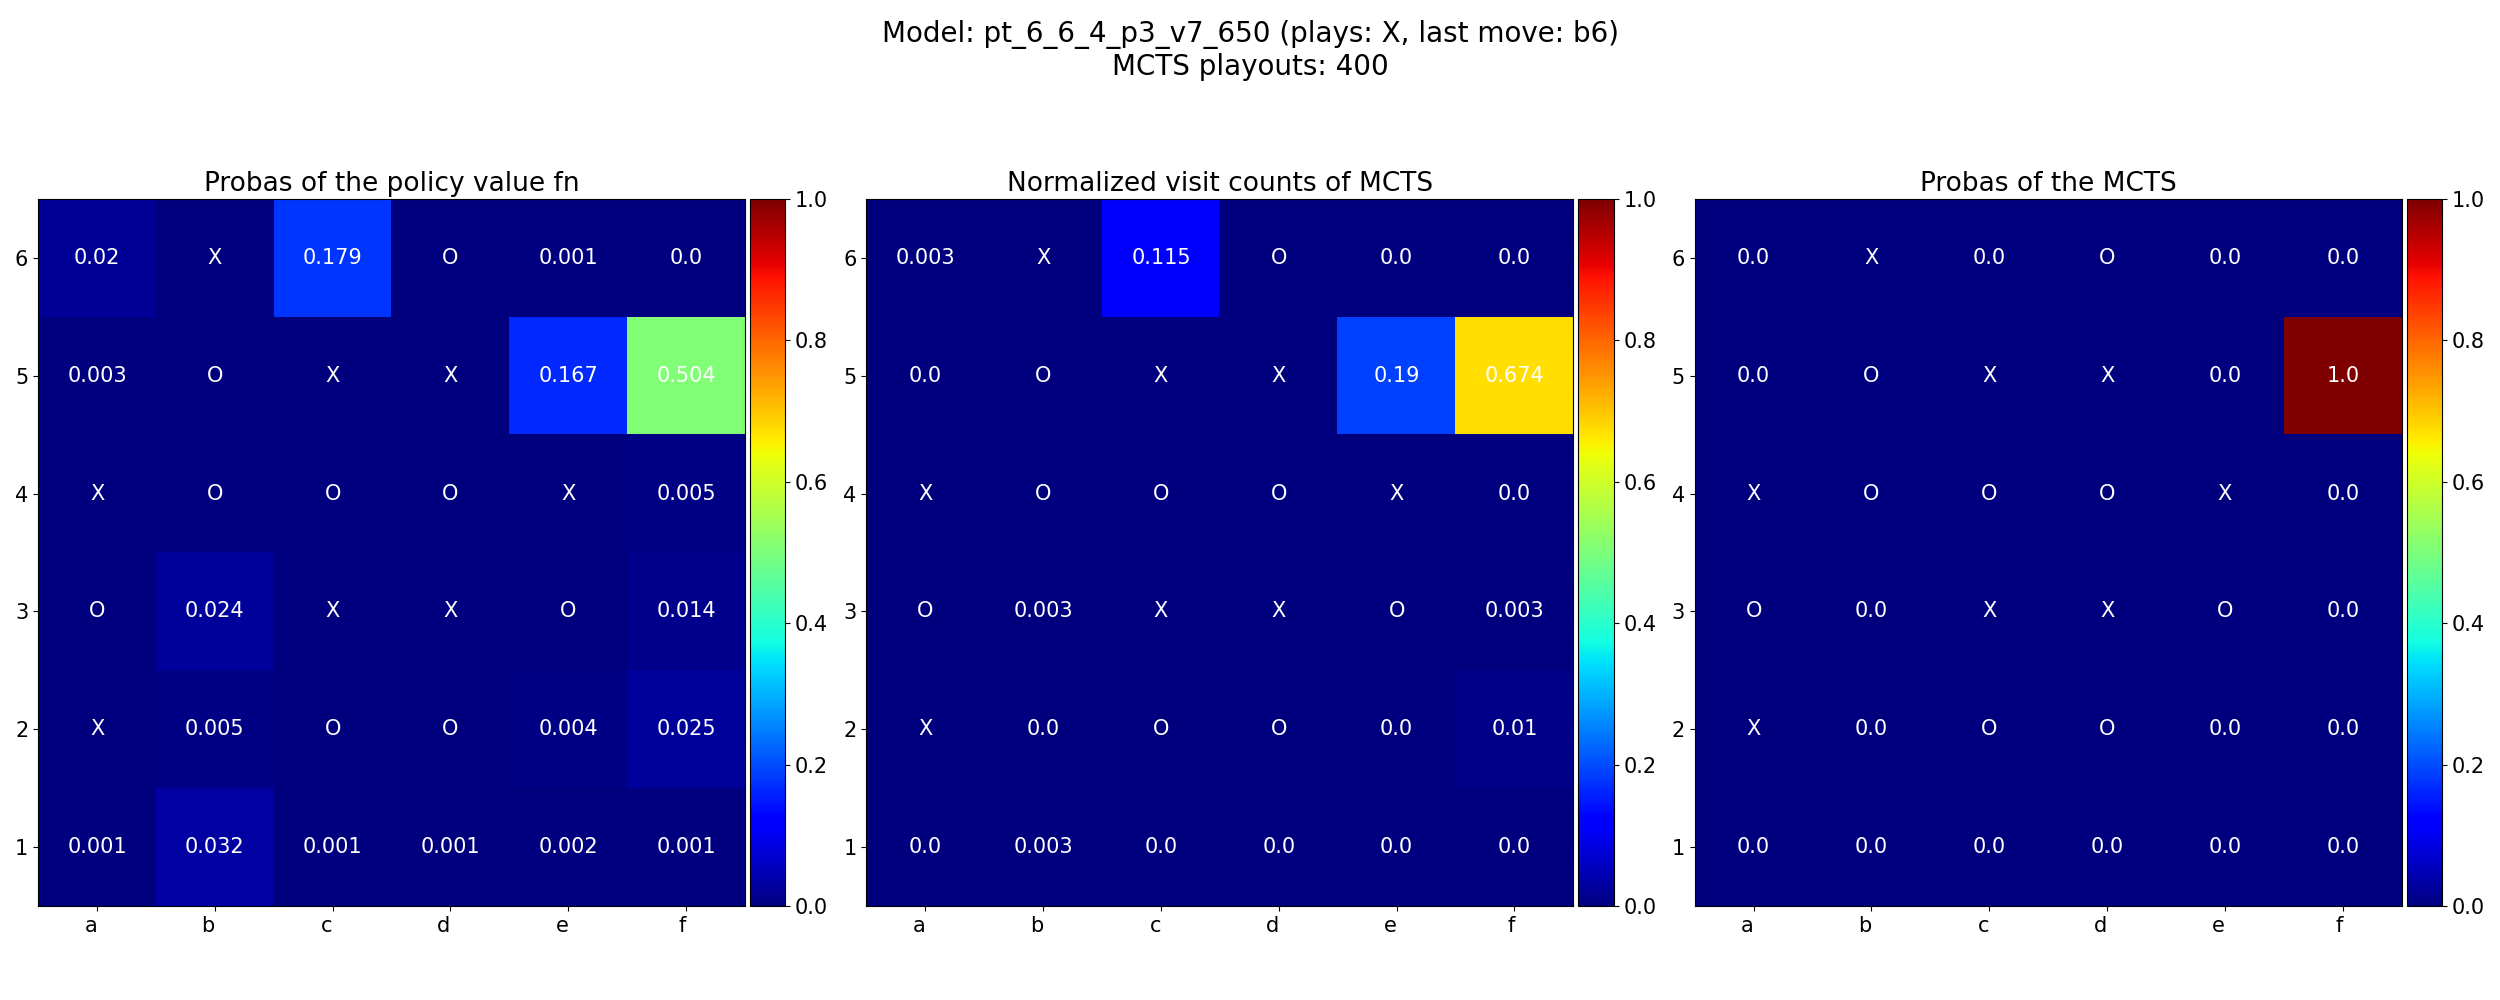 Model: pt_6_6_4_p3_v7_650 (plays: X, last move: b6)
MCTS playouts: 400
Probas of the policy value fn
6 0.02 X 0.179 O 0.001 0.0
5 0.003 O X X 0.167 0.504
4 X O O O X 0.005
3 O 0.024 X X O 0.014
2 X 0.005 O O 0.004 0.025
1 0.001 0.032 0.001 0.001 0.002 0.001
a b c d e f
1.0
0.8
0.6
0.4
0.2
0.0
Normalized visit counts of MCTS
6 0.003 X 0.115 O 0.0 0.0
5 0.0 O X X 0.19 0.674
4 X O O O X 0.0
3 O 0.003 X X O 0.003
2 X 0.0 O O 0.0 0.01
1 0.0 0.003 0.0 0.0 0.0 0.0
a b c d e f
1.0
0.8
0.6
0.4
0.2
0.0
Probas of the MCTS
6 0.0 X 0.0 O 0.0 0.0
5 0.0 O X X 0.0 1.0
4 X O O O X 0.0
3 O 0.0 X X O 0.0
2 X 0.0 O O 0.0 0.0
1 0.0 0.0 0.0 0.0 0.0 0.0
a b c d e f
1.0
0.8
0.6
0.4
0.2
0.0